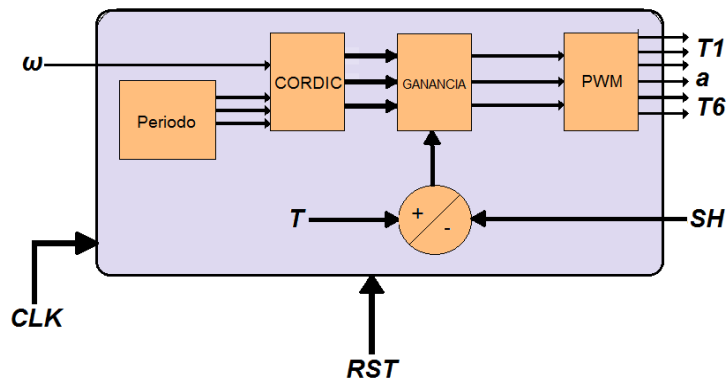 ω
Periodo
CORDIC
GANANCIA
PWM
T1
a
T6
T
+
-
SH
CLK
RST